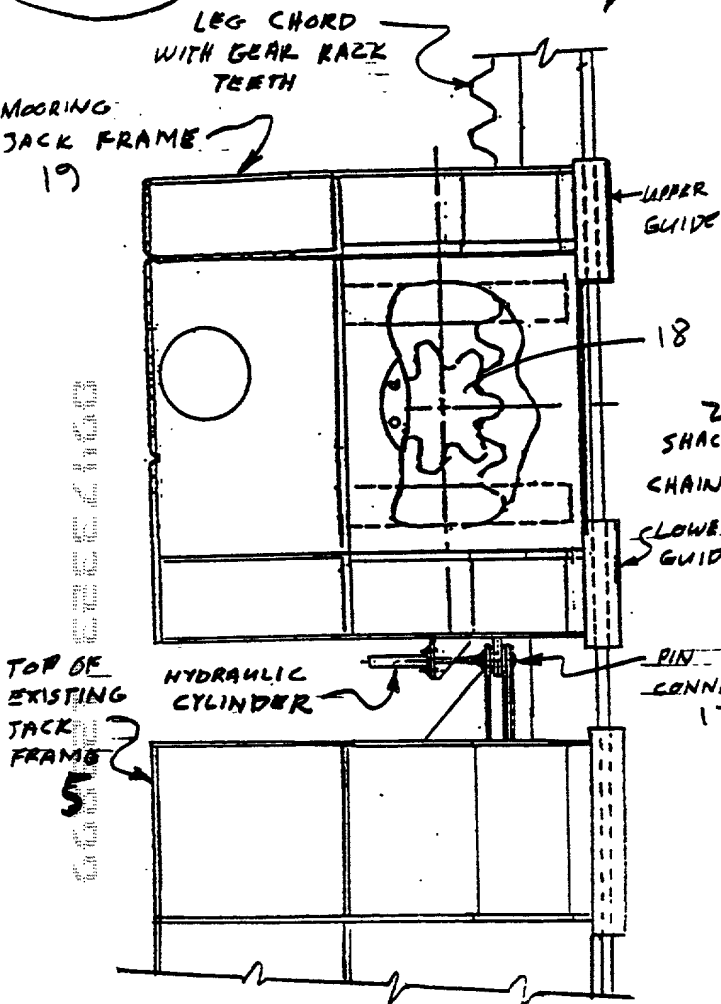 LEG CHORD
WITH GEAR RACK
TEETH
MOORING
JACK FRAME
19
UPPER
GUIDE
18
SHAC
CHAIN
LOWE
GUID
TOP OF
EXISTING
JACK
FRAME
5
HYDRAULIC
CYLINDER
PIN
CONN
1